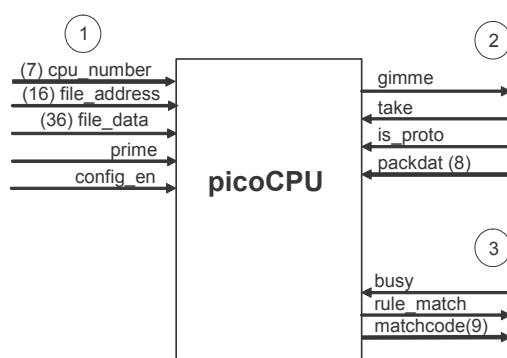 1
(7) cpu_number
(16) file_address
(36) file_data
prime
config_en
picoCPU
2
gimme
take
is_proto
packdat (8)
3
busy
rule_match
matchcode(9)